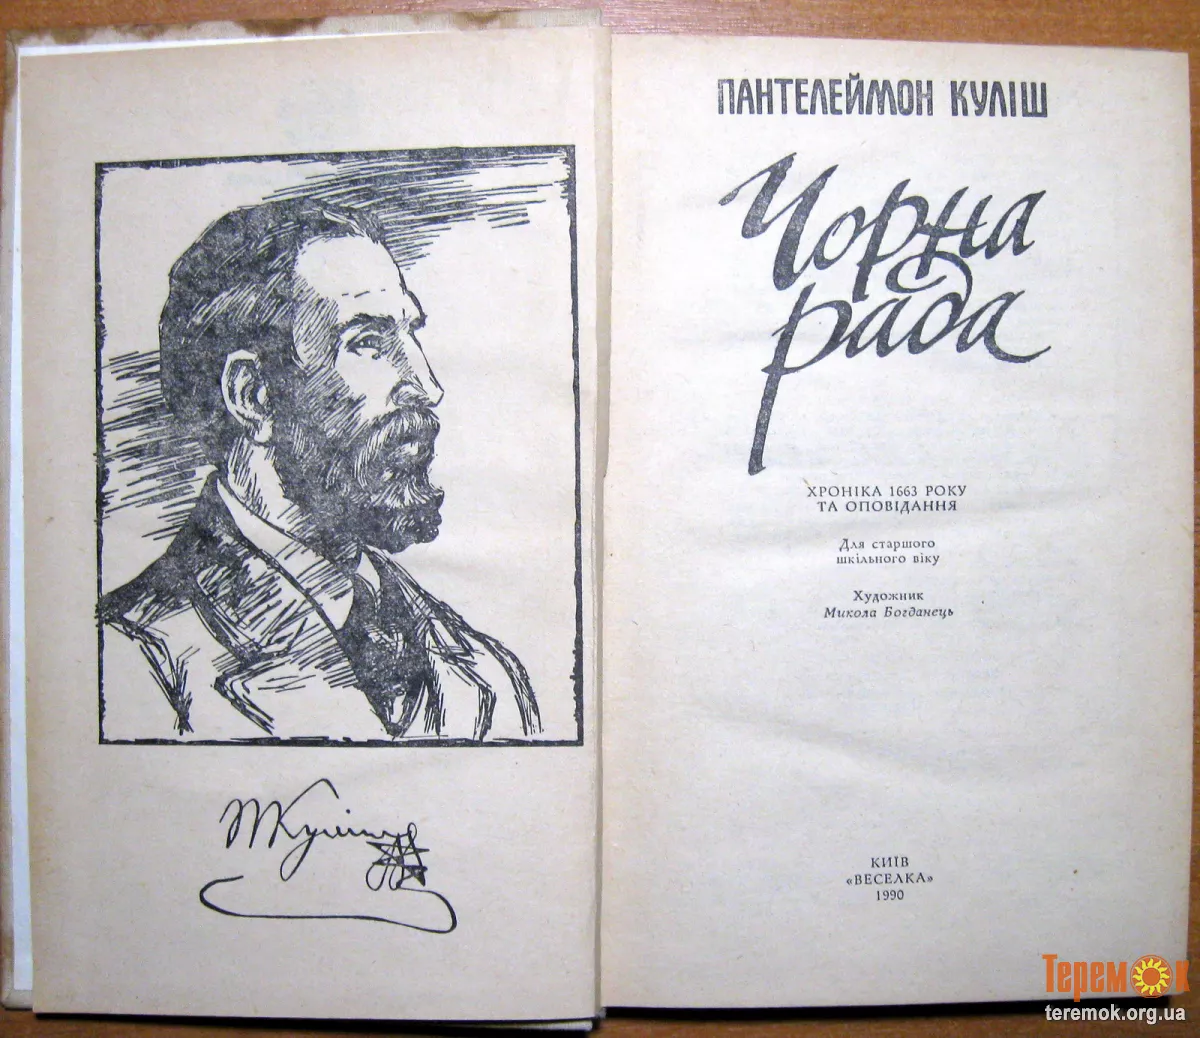 ПАНТЕЛЕЙМОН КУЛІШ
Чорна
рада
ХРОНІКА 1663 РОКУ
ТА ОПОВІДАННЯ
Для старшого
шкільного віку
Художник
Микола Богданець
КИЇВ
«ВЕСЕЛКА»
1990
ПКуліш
Теремок
teremok.org.ua